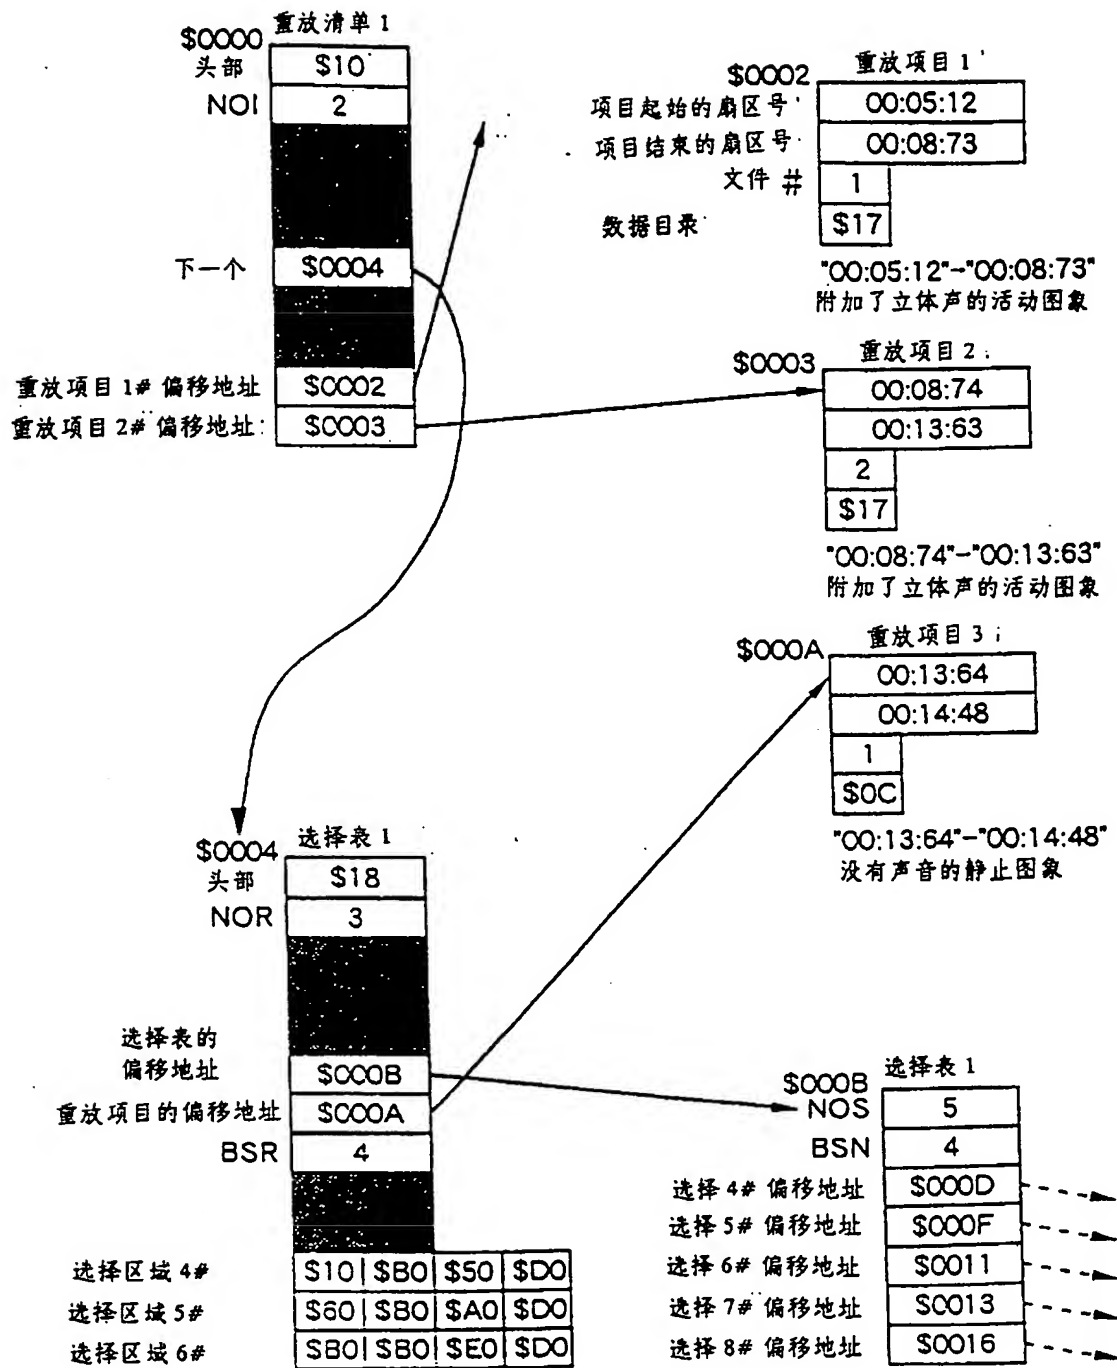 重放清单 1
$0000
头部 $10
NOI 2
下一个 $0004
重放项目 1# 偏移地址 $0002
重放项目 2# 偏移地址: $0003
重放项目 1
$0002
项目起始的扇区号 00:05:12
项目结束的扇区号 00:08:73
文件 # 1
数据目录 $17
"00:05:12"-"00:08:73"
附加了立体声的活动图象
重放项目 2
$0003
00:08:74
00:13:63
2
$17
"00:08:74"-"00:13:63"
附加了立体声的活动图象
重放项目 3
$000A
00:13:64
00:14:48
1
$0C
"00:13:64"-"00:14:48"
没有声音的静止图象
选择表 1
$0004
头部 $18
NOR 3
选择表的
偏移地址 $000B
重放项目的偏移地址 $000A
BSR 4
选择区域 4# $10 $B0 $50 $D0
选择区域 5# $60 $B0 $A0 $D0
选择区域 6# $B0 $B0 $E0 $D0
选择表 1
$000B
NOS 5
BSN 4
选择 4# 偏移地址 $000D
选择 5# 偏移地址 $000F
选择 6# 偏移地址 $0011
选择 7# 偏移地址 $0013
选择 8# 偏移地址 $0016